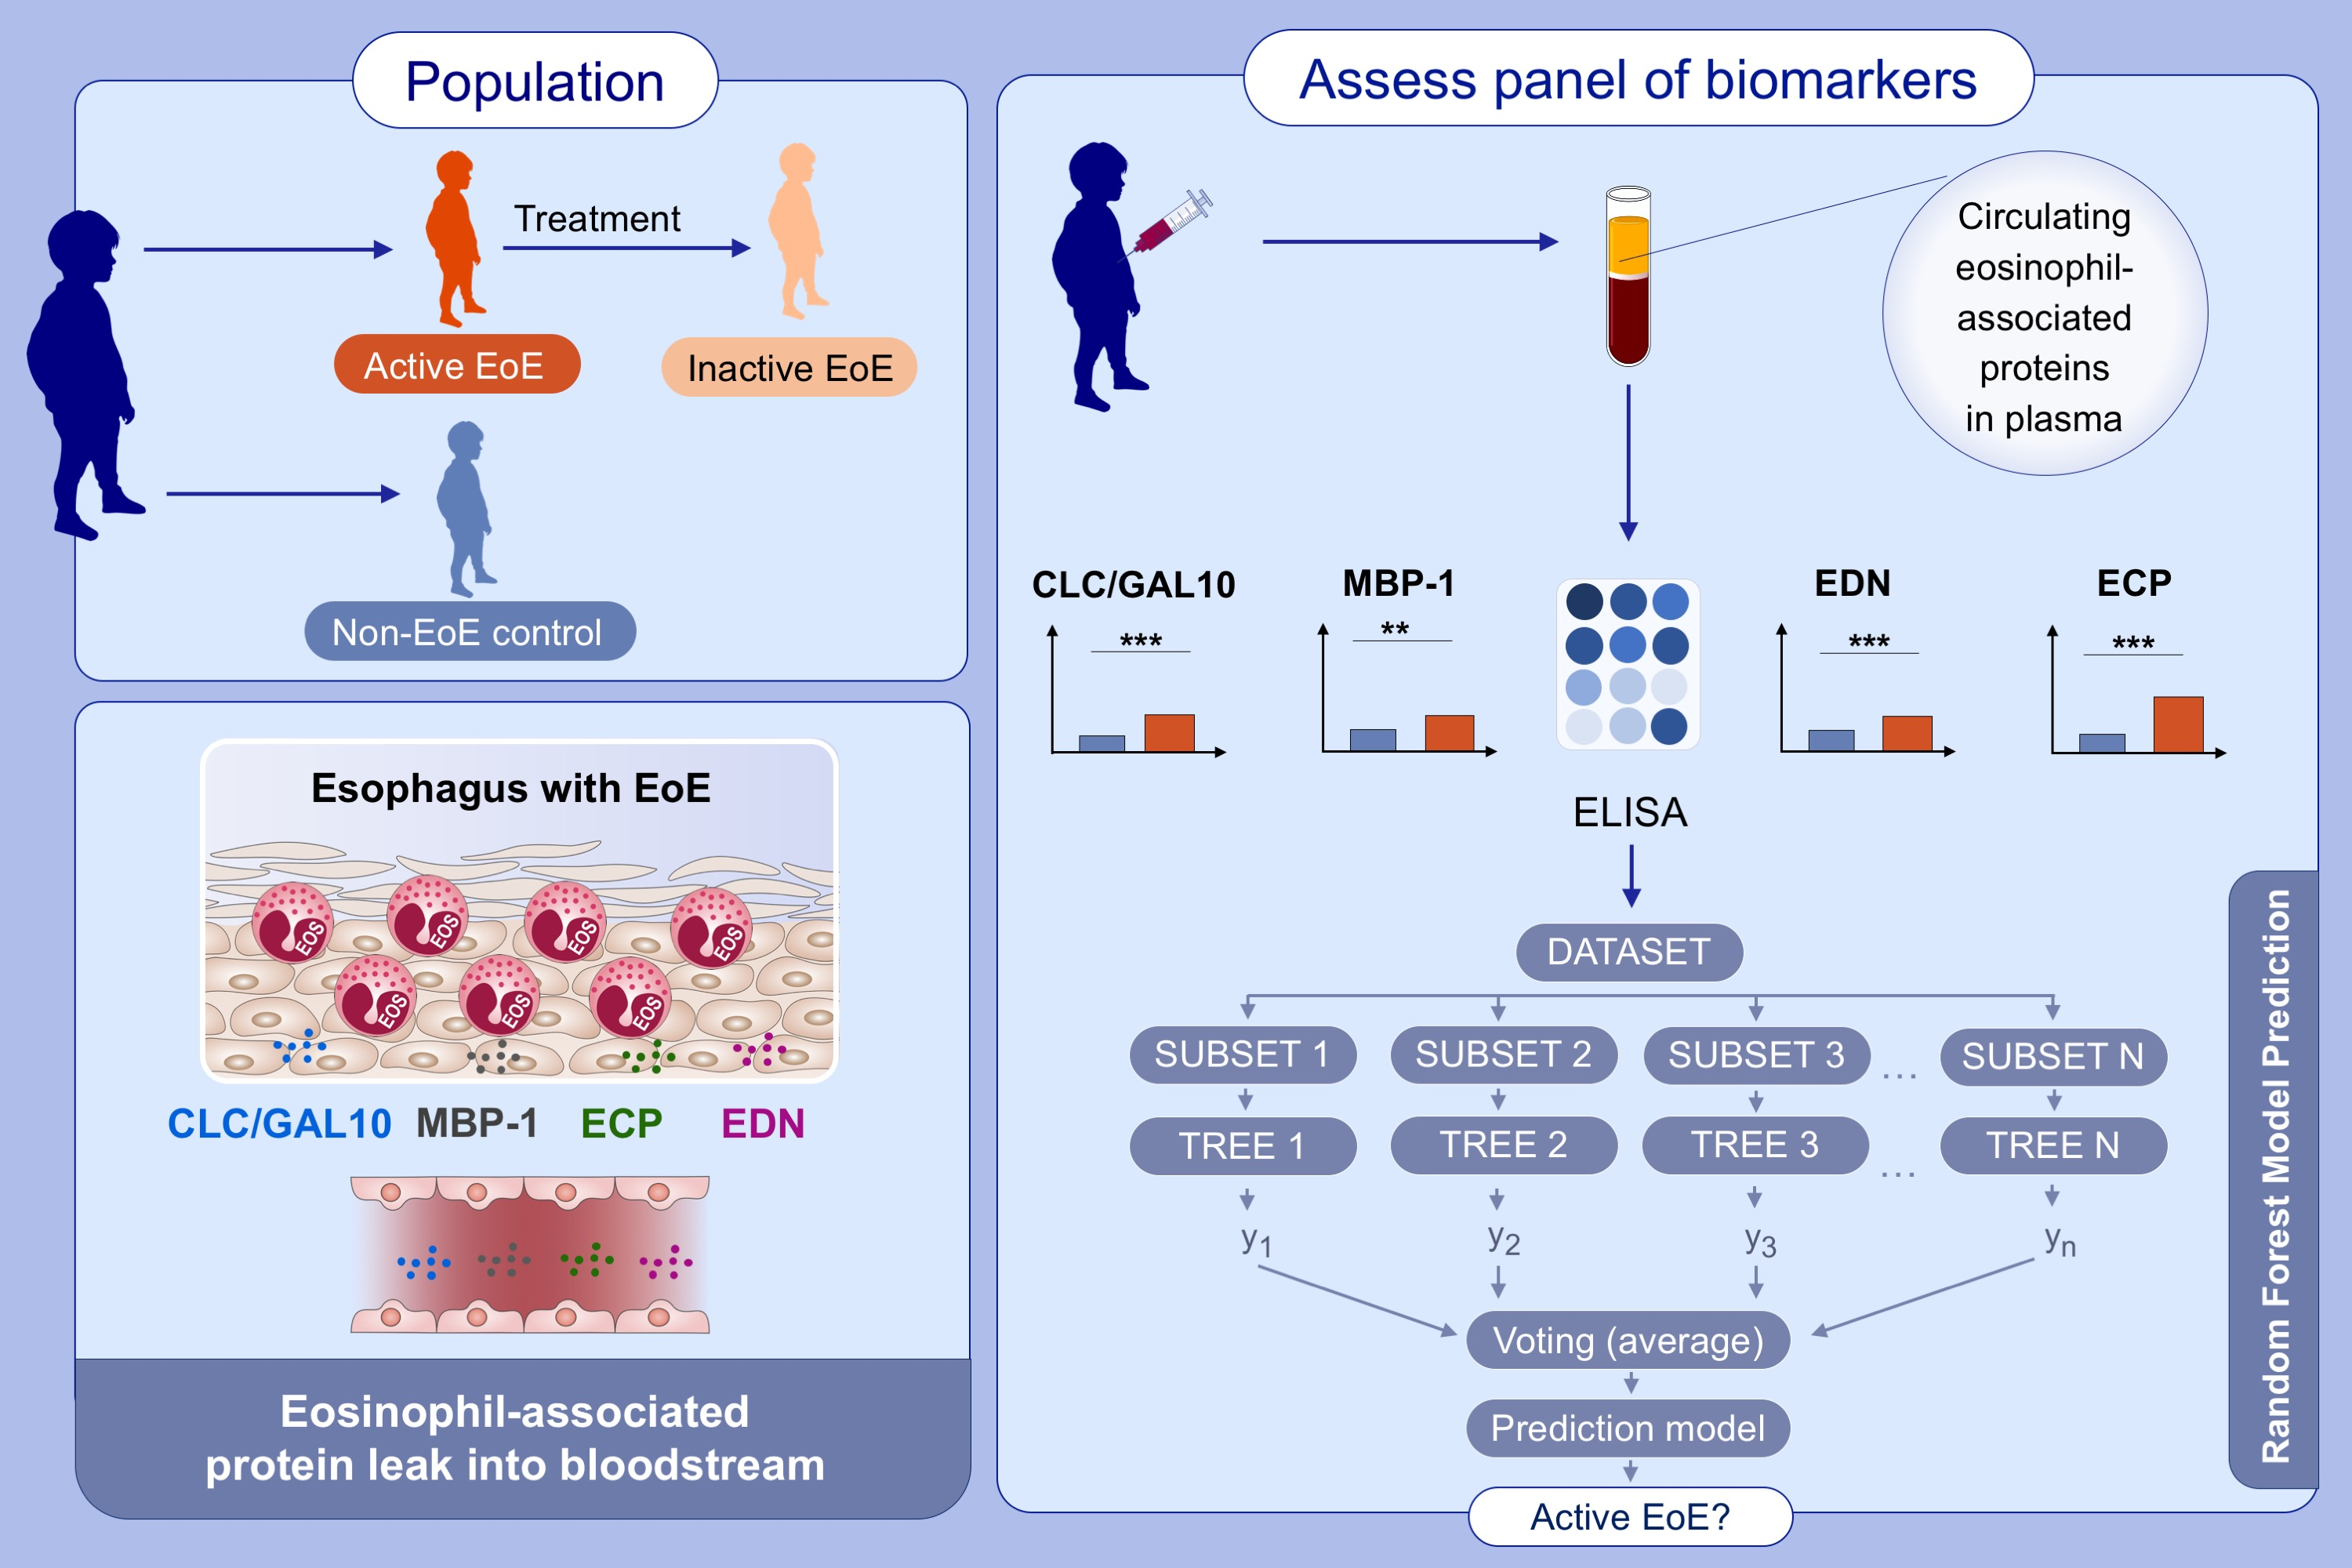 Population
Treatment
Active EoE
Inactive EoE
Non-EoE control
Esophagus with EoE
EOS
EOS
EOS
EOS
EOS
EOS
EOS
CLC/GAL10 MBP-1 ECP EDN
Eosinophil-associated
protein leak into bloodstream
Assess panel of biomarkers
Circulating
eosinophil-
associated
proteins
in plasma
CLC/GAL10
***
MBP-1
**
EDN
***
ECP
***
ELISA
DATASET
SUBSET 1 SUBSET 2 SUBSET 3 ... SUBSET N
TREE 1 TREE 2 TREE 3 ... TREE N
y1 y2 y3 yn
Voting (average)
Prediction model
Active EoE?
Random Forest Model Prediction